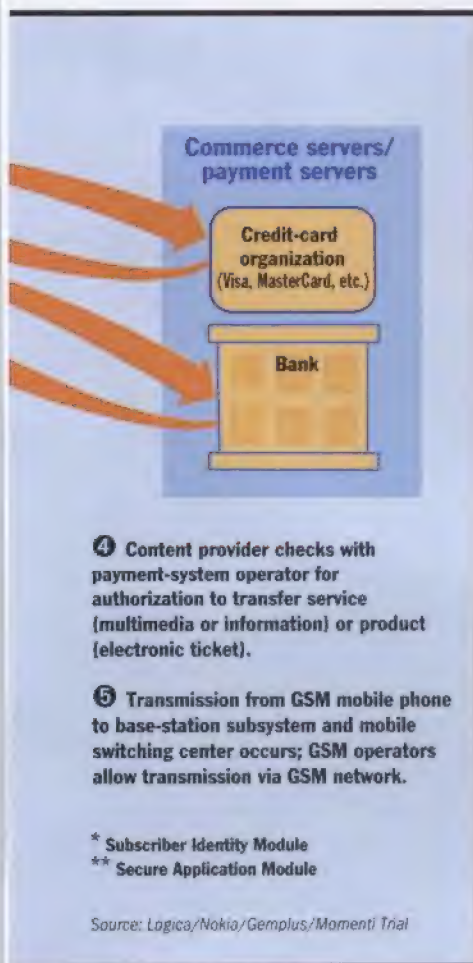 Commerce servers/
payment servers
Credit-card
organization
(Visa, MasterCard, etc.)
Bank
❹ Content provider checks with
payment-system operator for
authorization to transfer service
(multimedia or information) or product
(electronic ticket).
❺ Transmission from GSM mobile phone
to base-station subsystem and mobile
switching center occurs; GSM operators
allow transmission via GSM network.
* Subscriber Identity Module
** Secure Application Module
Source: Logica/Nokia/Gemplus/Momenti Trial